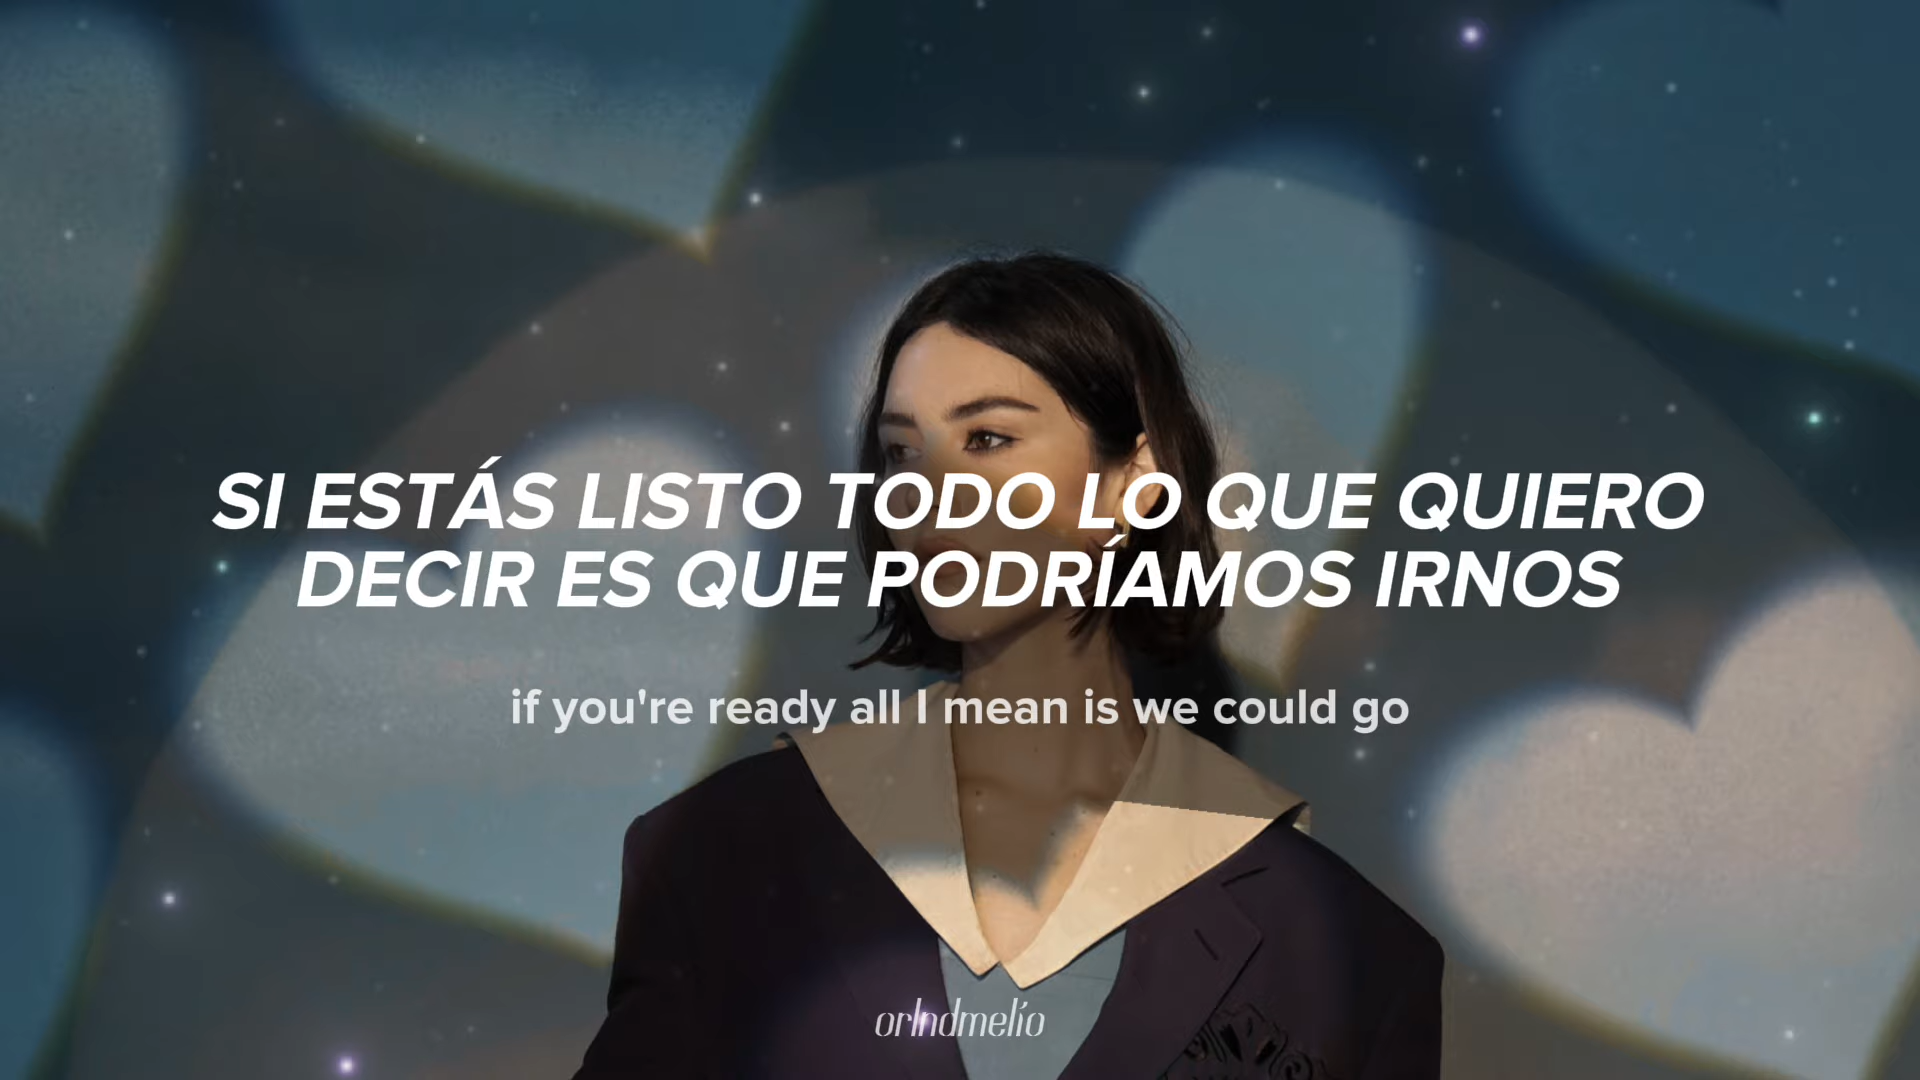 SI ESTÁS LISTO TODO LO QUE QUIERO
DECIR ES QUE PODRÍAMOS IRNOS
if you're ready all I mean is we could go
orlndmelio